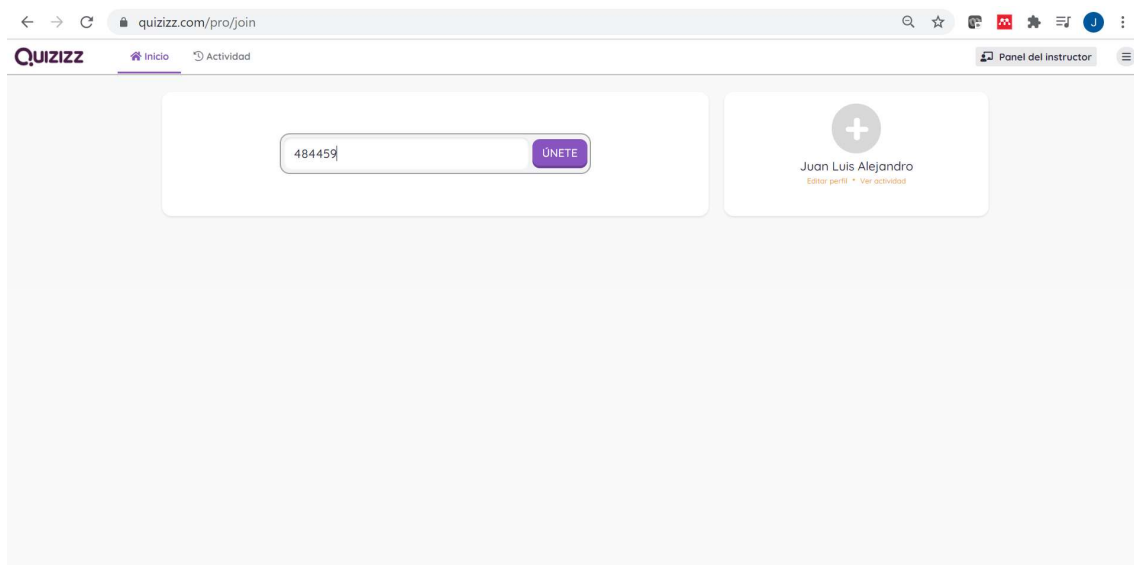 quizizz.com/pro/join
J
QUIZIZZ
Inicio
Actividad
Panel del instructor
484459
ÚNETE
Juan Luis Alejandro
Editar perfil • Ver actividad